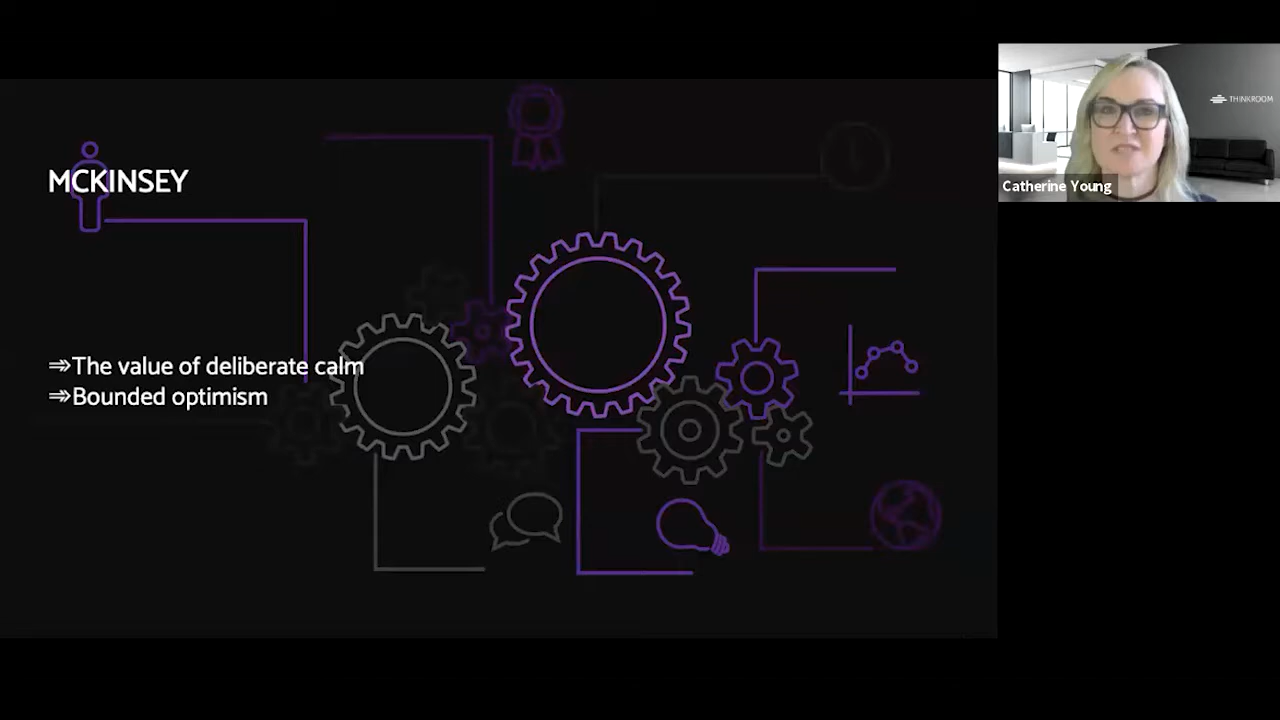 MCKINSEY
⇒The value of deliberate calm
⇒Bounded optimism
THINKROOM
Catherine Young